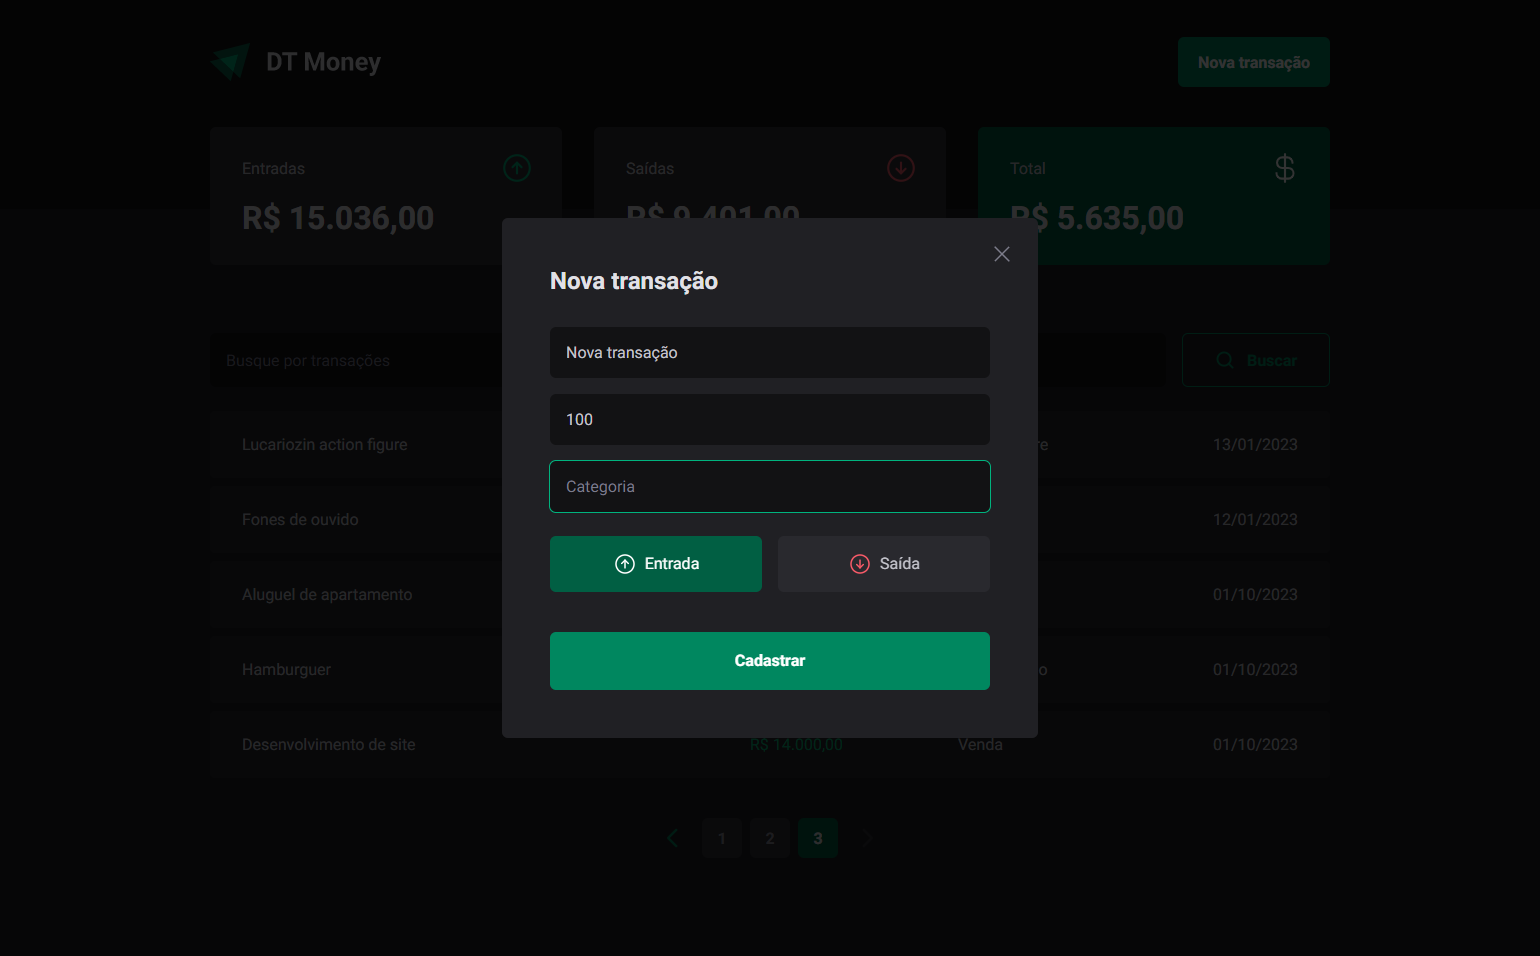 DT Money
Nova transação
Entradas
R$ 15.036,00
Saídas
R$ 9.401,00
Total
R$ 5.635,00
Nova transação
Nova transação
100
Categoria
Entrada
Saída
Cadastrar
Busque por transações
Buscar
Lucariozin action figure
13/01/2023
Fones de ouvido
12/01/2023
Aluguel de apartamento
01/10/2023
Hamburguer
01/10/2023
Desenvolvimento de site
R$ 14.000,00
Venda
01/10/2023
1
2
3